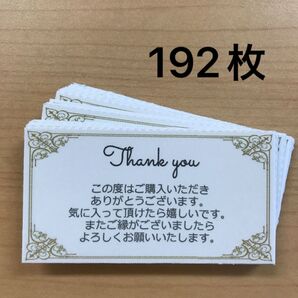 192枚
Thank you
この度はご購入いただき
ありがとうございます。
気に入って頂けたら嬉しいです。
またご縁がございましたら
よろしくお願いいたします。